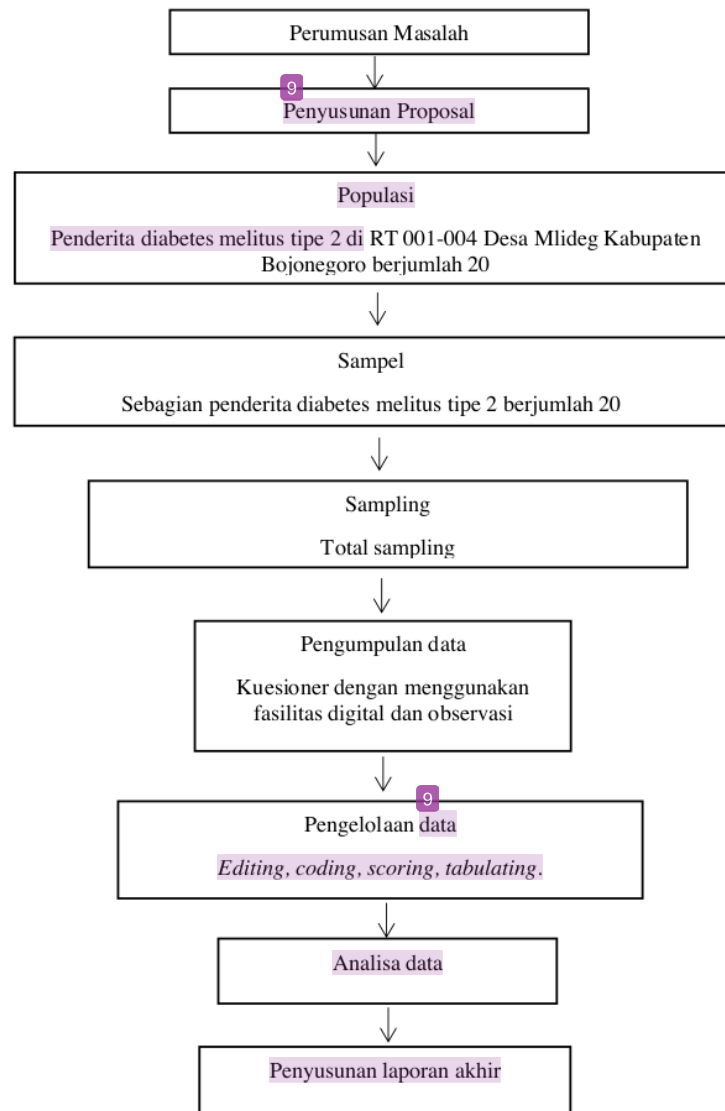 Perumusan Masalah
9
Penyusunan Proposal
Populasi
Penderita diabetes melitus tipe 2 di RT 001-004 Desa Mlideg Kabupaten
Bojonegoro berjumlah 20
Sampel
Sebagian penderita diabetes melitus tipe 2 berjumlah 20
Sampling
Total sampling
Pengumpulan data
Kuesioner dengan menggunakan
fasilitas digital dan observasi
9
Pengelolaan data
Editing, coding, scoring, tabulating.
Analisa data
Penyusunan laporan akhir